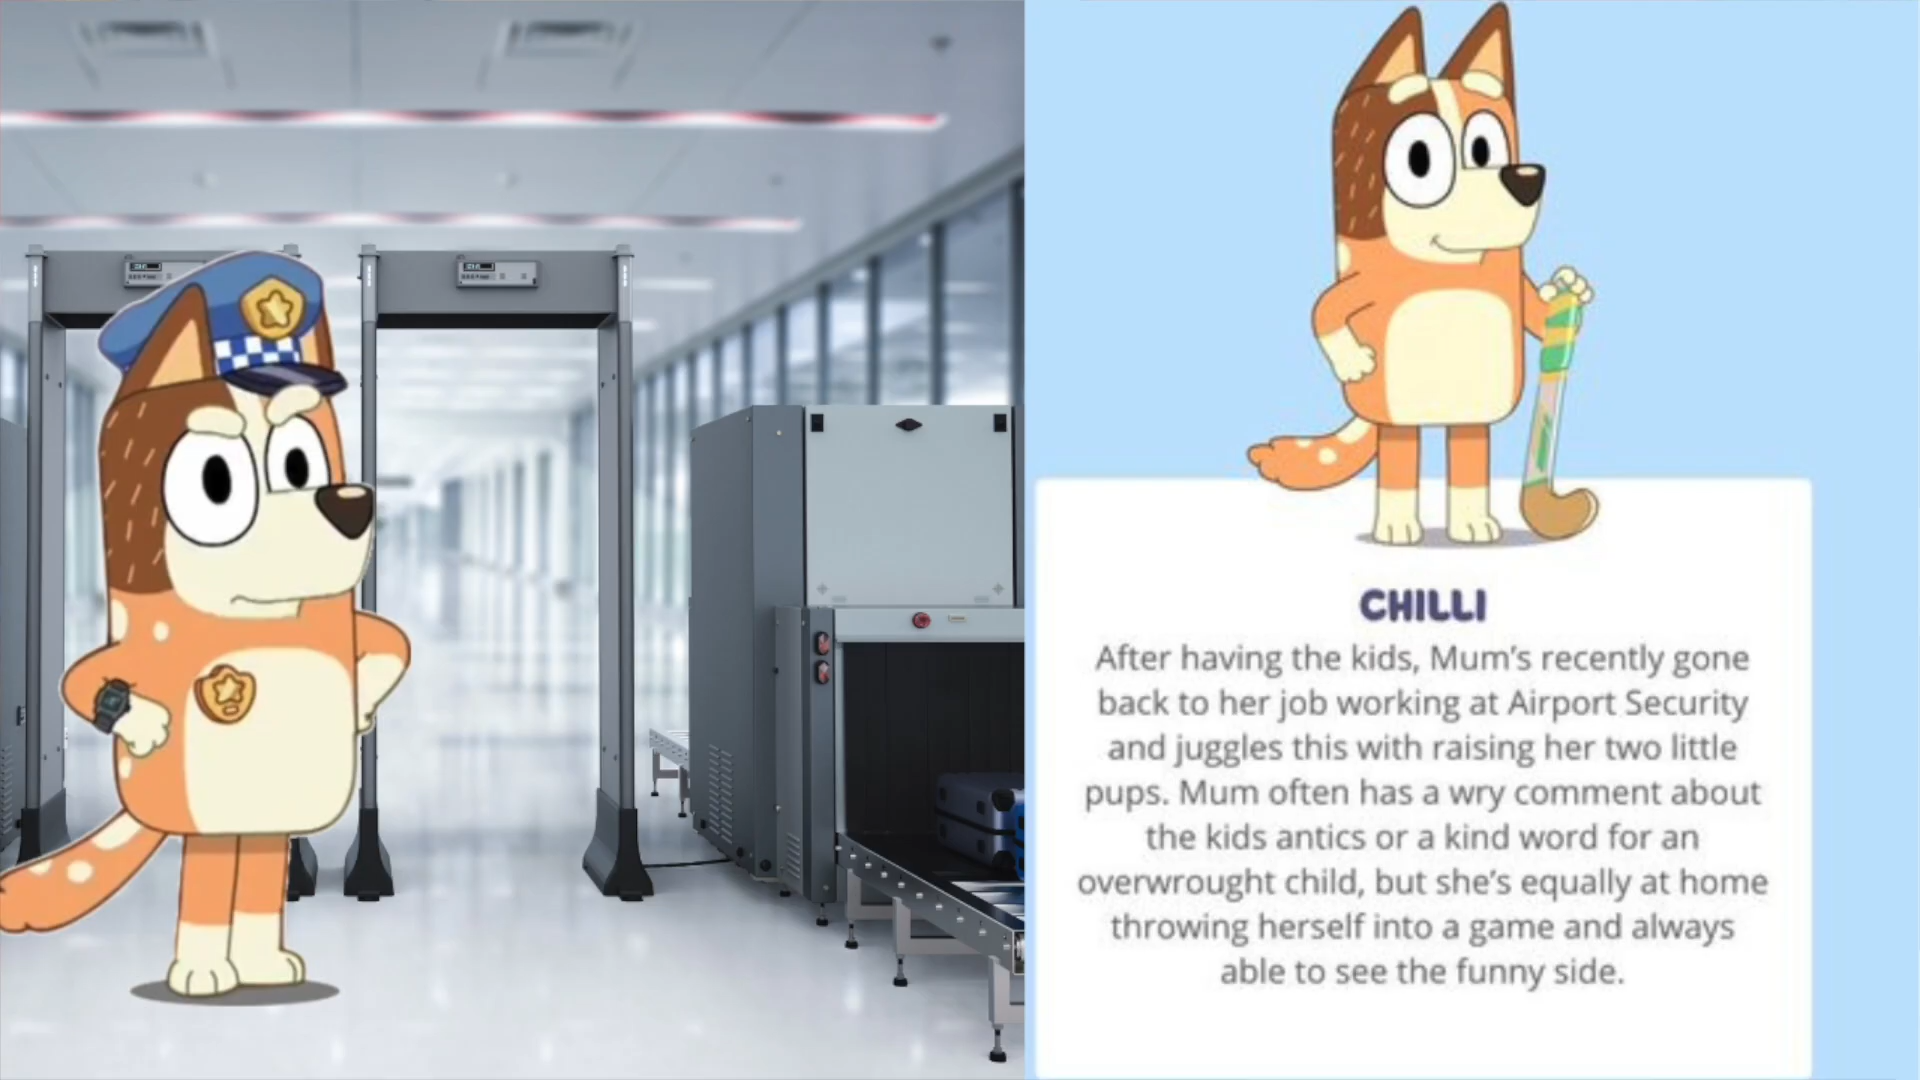 CHILLI
After having the kids, Mum's recently gone
back to her job working at Airport Security
and juggles this with raising her two little
pups. Mum often has a wry comment about
the kids antics or a kind word for an
overwrought child, but she's equally at home
throwing herself into a game and always
able to see the funny side.